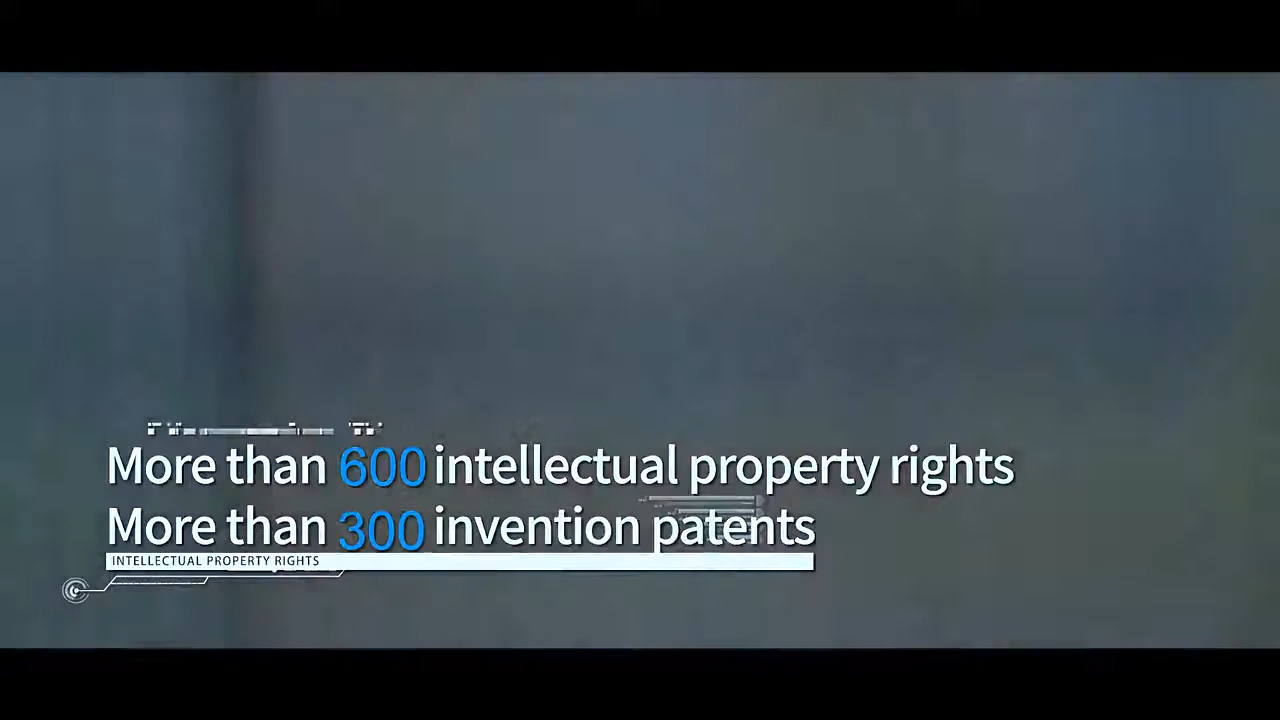 More than 600 intellectual property rights
More than 300 invention patents
INTELLECTUAL PROPERTY RIGHTS